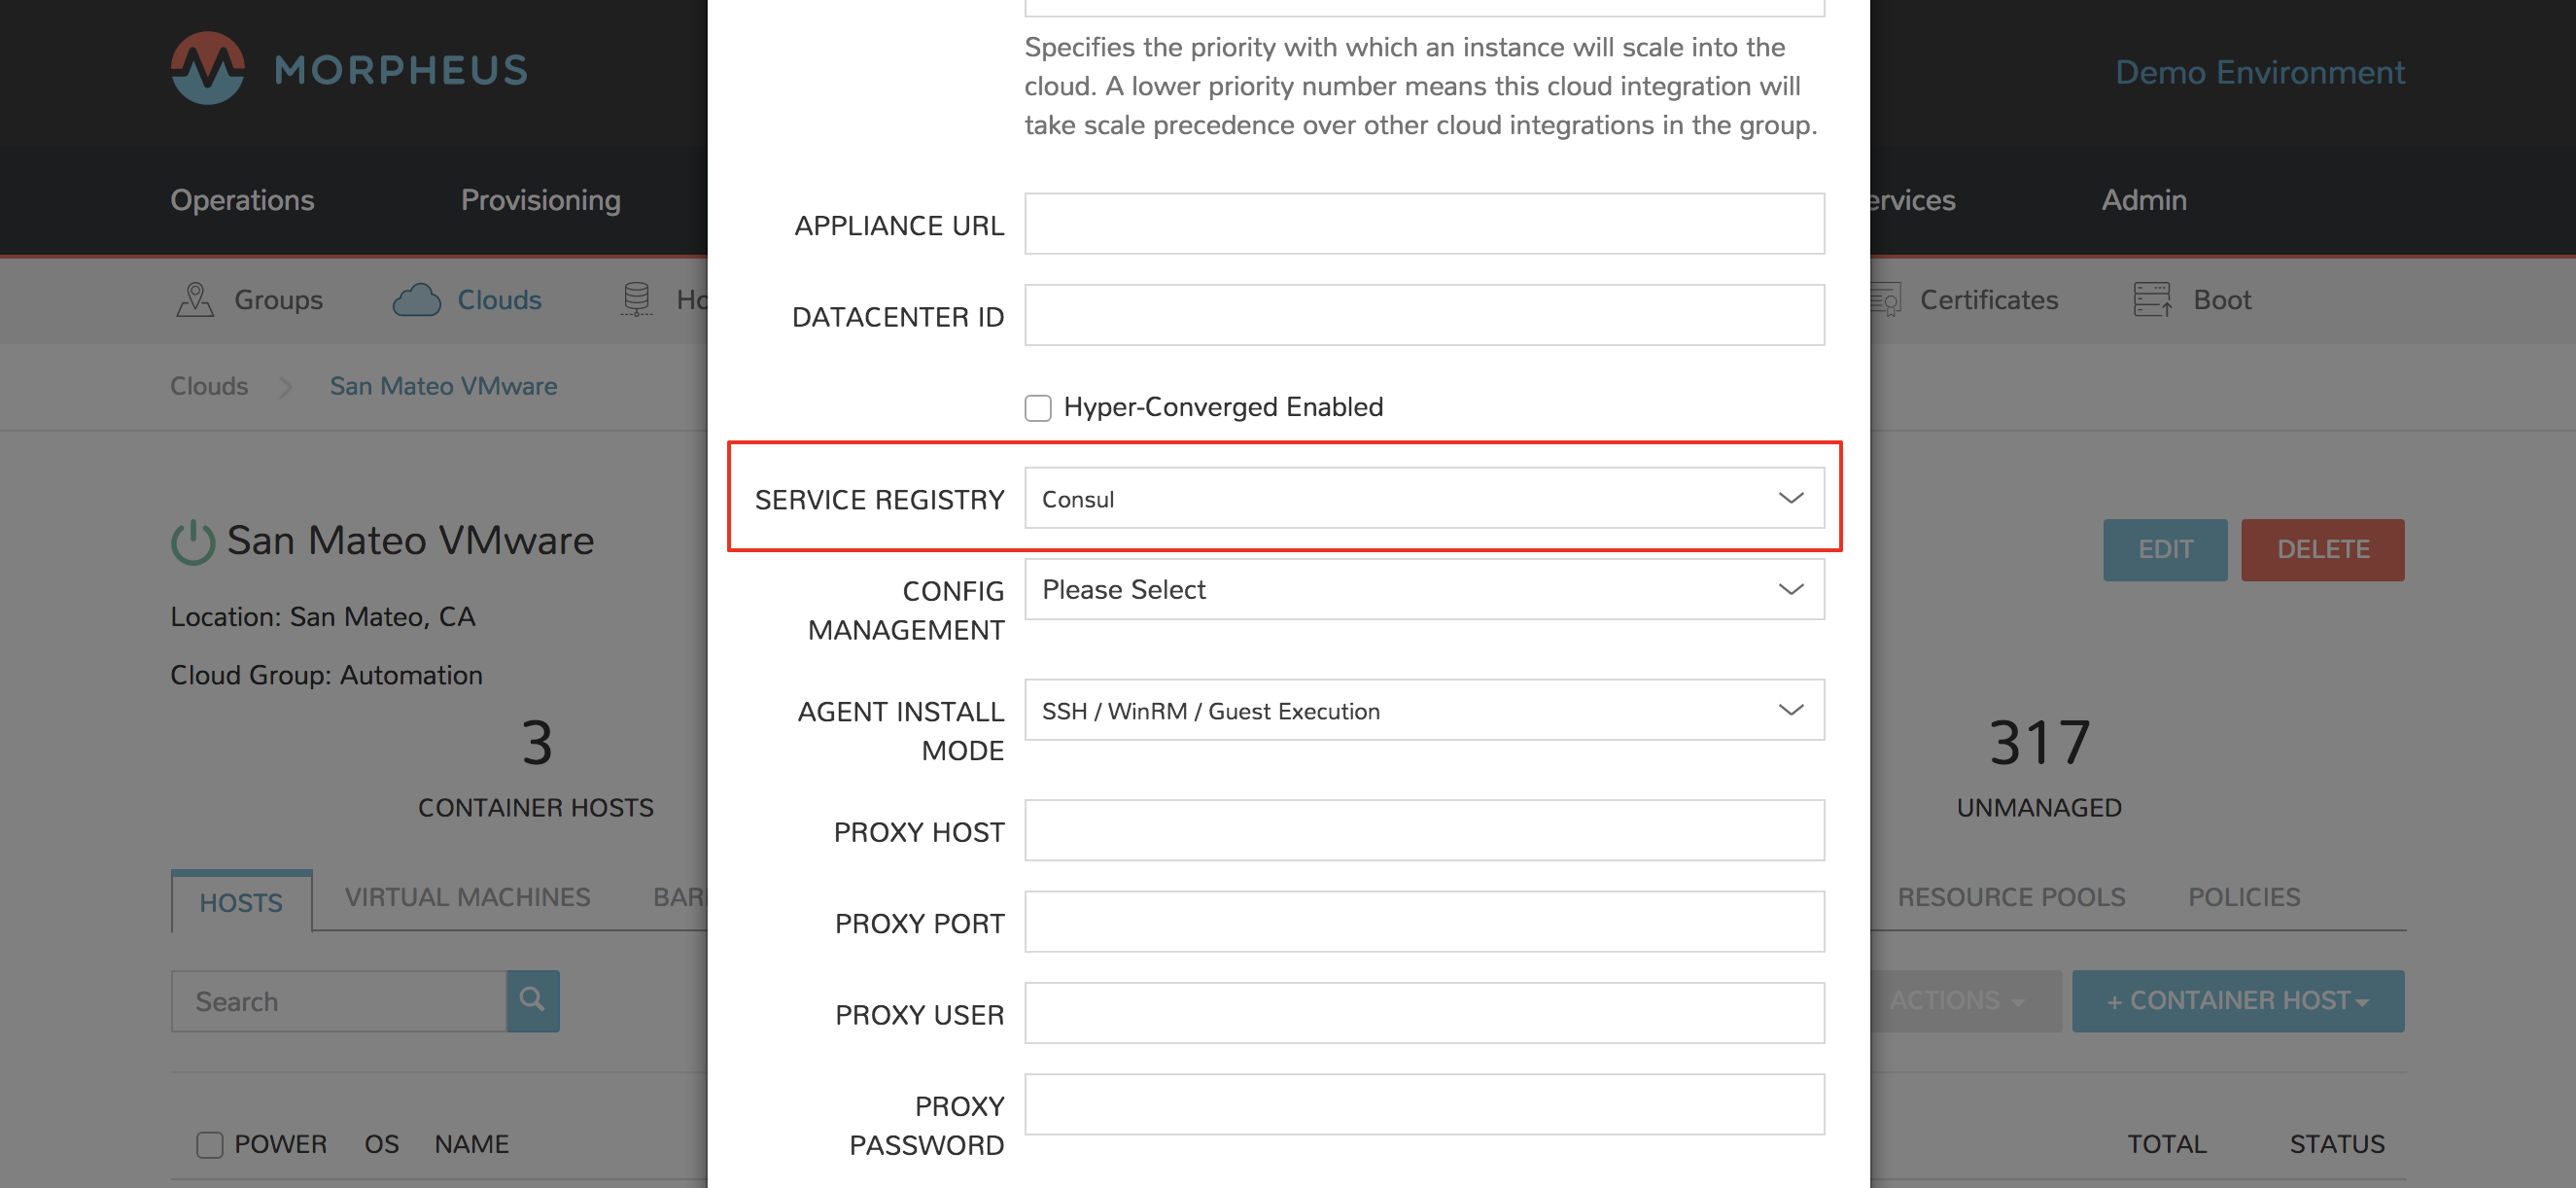 MORPHEUS
Demo Environment
Operations
Provisioning
ervices
Admin
Groups
Clouds
Ho
Certificates
Boot
Clouds
San Mateo VMware
San Mateo VMware
EDIT
DELETE
Location: San Mateo, CA
Cloud Group: Automation
3
CONTAINER HOSTS
317
UNMANAGED
HOSTS
VIRTUAL MACHINES
BAR
RESOURCE POOLS
POLICIES
Search
ACTIONS
+ CONTAINER HOST
POWER
OS
NAME
TOTAL
STATUS
Specifies the priority with which an instance will scale into the
cloud. A lower priority number means this cloud integration will
take scale precedence over other cloud integrations in the group.
APPLIANCE URL
DATACENTER ID
Hyper-Converged Enabled
SERVICE REGISTRY
Consul
CONFIG
MANAGEMENT
Please Select
AGENT INSTALL
MODE
SSH / WinRM / Guest Execution
PROXY HOST
PROXY PORT
PROXY USER
PROXY
PASSWORD